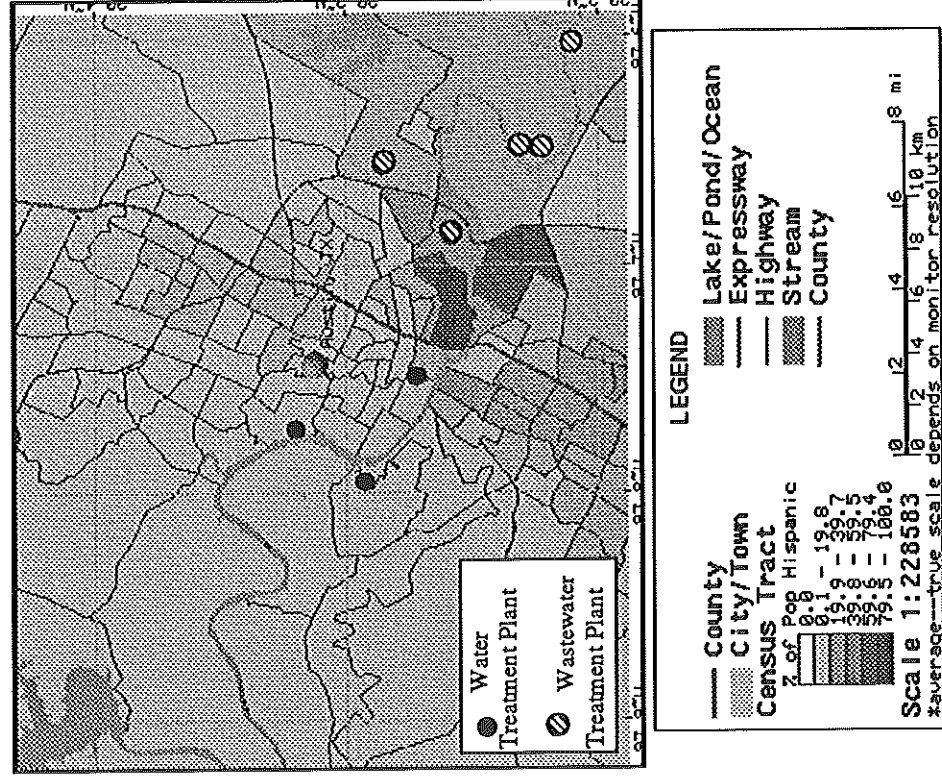 Water
Treatment Plant
Wastewater
Treatment Plant
Austin, TX
LEGEND
County
City/Town
Census Tract
% of Pop Hispanic
0.0
0.1 - 19.8
19.9 - 39.7
39.8 - 59.5
59.6 - 79.4
79.5 - 100.0
Lake/Pond/Ocean
Expressway
Highway
Stream
County
Scale 1:228583
0 2 4 6 8 mi
0 2 4 6 8 10 km
*average--true scale depends on monitor resolution